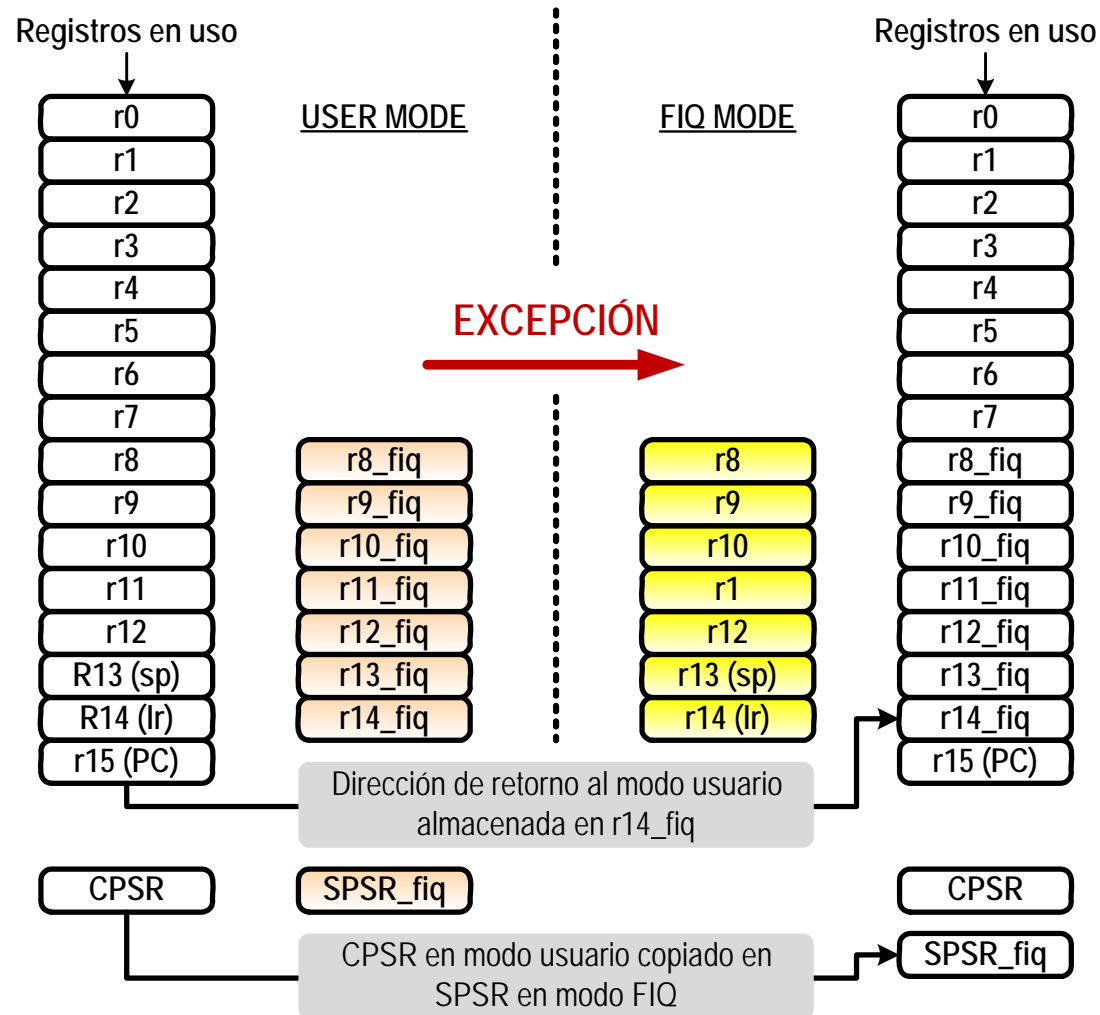 Registros en uso
Registros en uso
USER MODE
FIQ MODE
r0
r1
r2
r3
r4
r5
r6
r7
r8
r9
r10
r11
r12
R13 (sp)
R14 (lr)
r15 (PC)
EXCEPCIÓN
r8_fiq
r9_fiq
r10_fiq
r11_fiq
r12_fiq
r13_fiq
r14_fiq
r8
r9
r10
r1
r12
r13 (sp)
r14 (lr)
r0
r1
r2
r3
r4
r5
r6
r7
r8_fiq
r9_fiq
r10_fiq
r11_fiq
r12_fiq
r13_fiq
r14_fiq
r15 (PC)
Dirección de retorno al modo usuario
almacenada en r14_fiq
CPSR
SPSR_fiq
CPSR
SPSR_fiq
CPSR en modo usuario copiado en
SPSR en modo FIQ